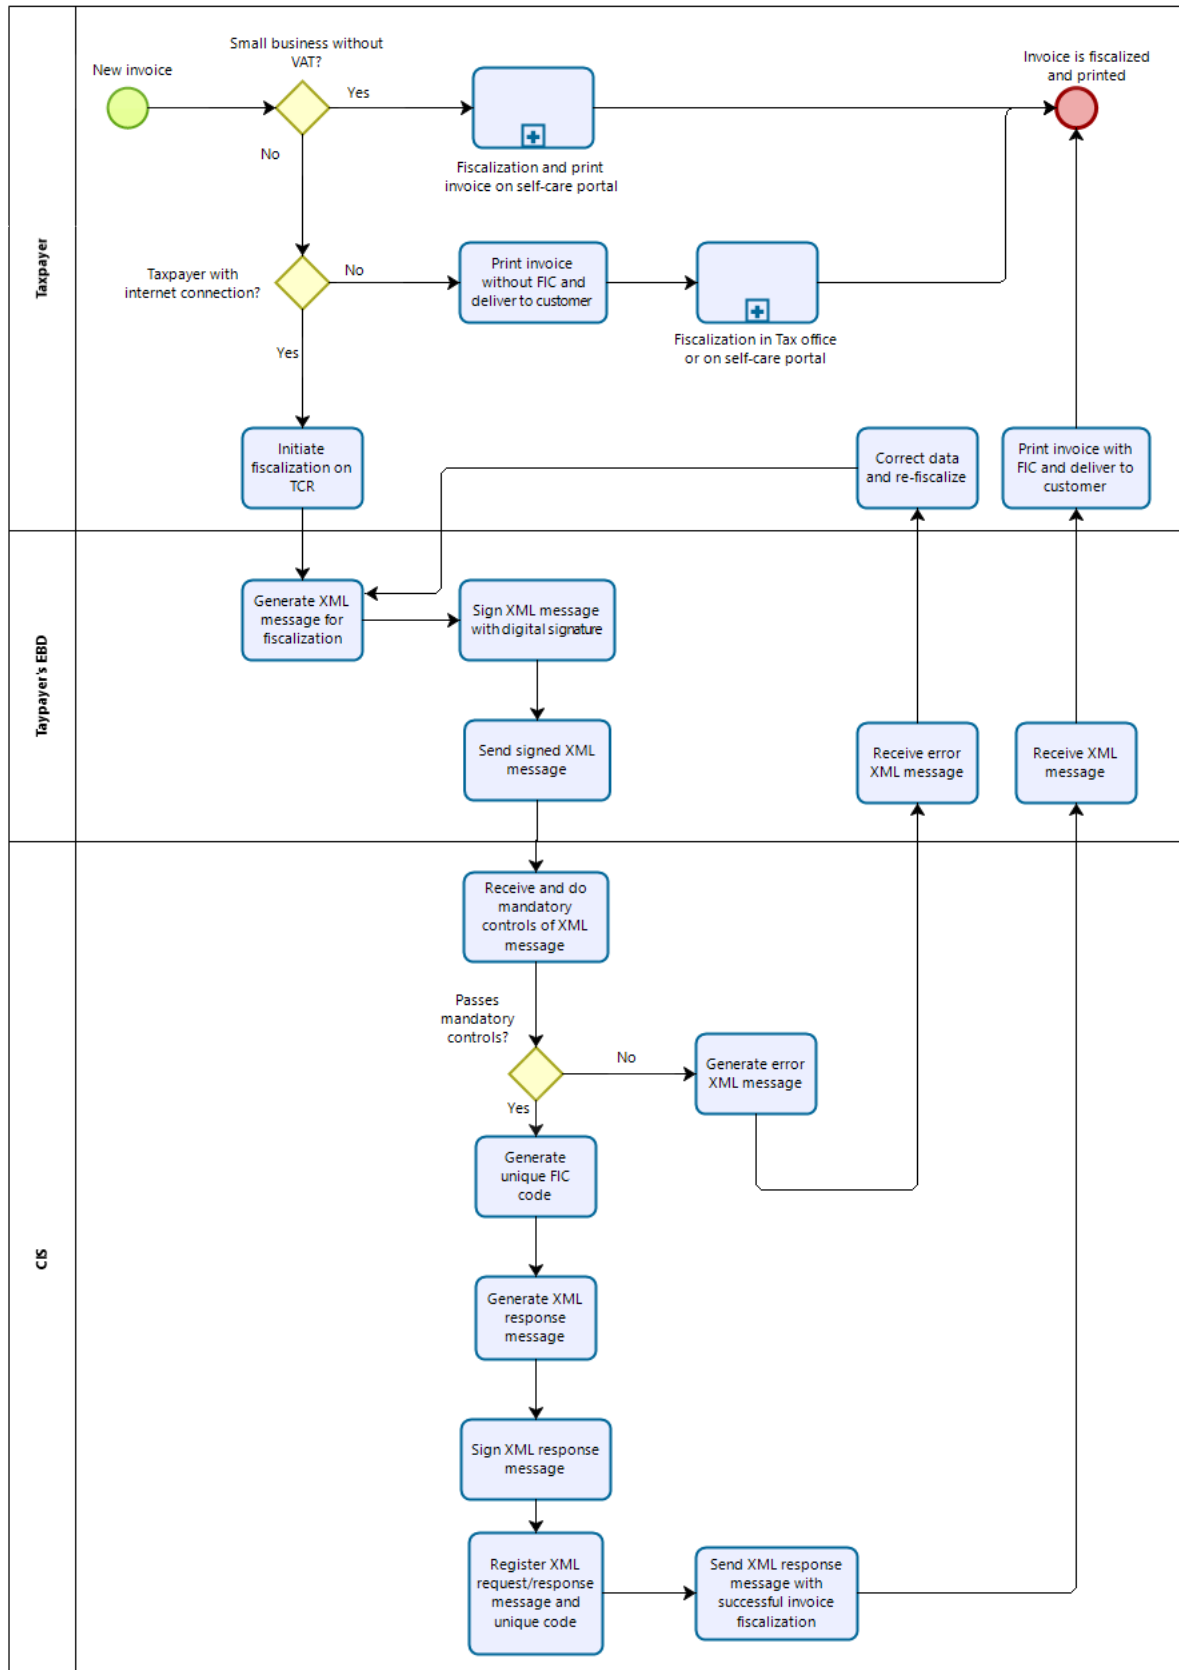 Taxpayer
Small business without
VAT?
New invoice
Yes
No
Fiscalization and print
invoice on self-care portal
Invoice is fiscalized
and printed
Taxpayer with
internet connection?
No
Yes
Print invoice
without FIC and
deliver to customer
Fiscalization in Tax office
or on self-care portal
Initiate
fiscalization on
TCR
Correct data
and re-fiscalize
Print invoice with
FIC and deliver to
customer
Taypayer's EBD
Generate XML
message for
fiscalization
Sign XML message
with digital signature
Send signed XML
message
Receive error
XML message
Receive XML
message
CIS
Receive and do
mandatory
controls of XML
message
Passes
mandatory
controls?
No
Yes
Generate error
XML message
Generate
unique FIC
code
Generate XML
response
message
Sign XML response
message
Register XML
request/response
message and
unique code
Send XML response
message with
successful invoice
fiscalization